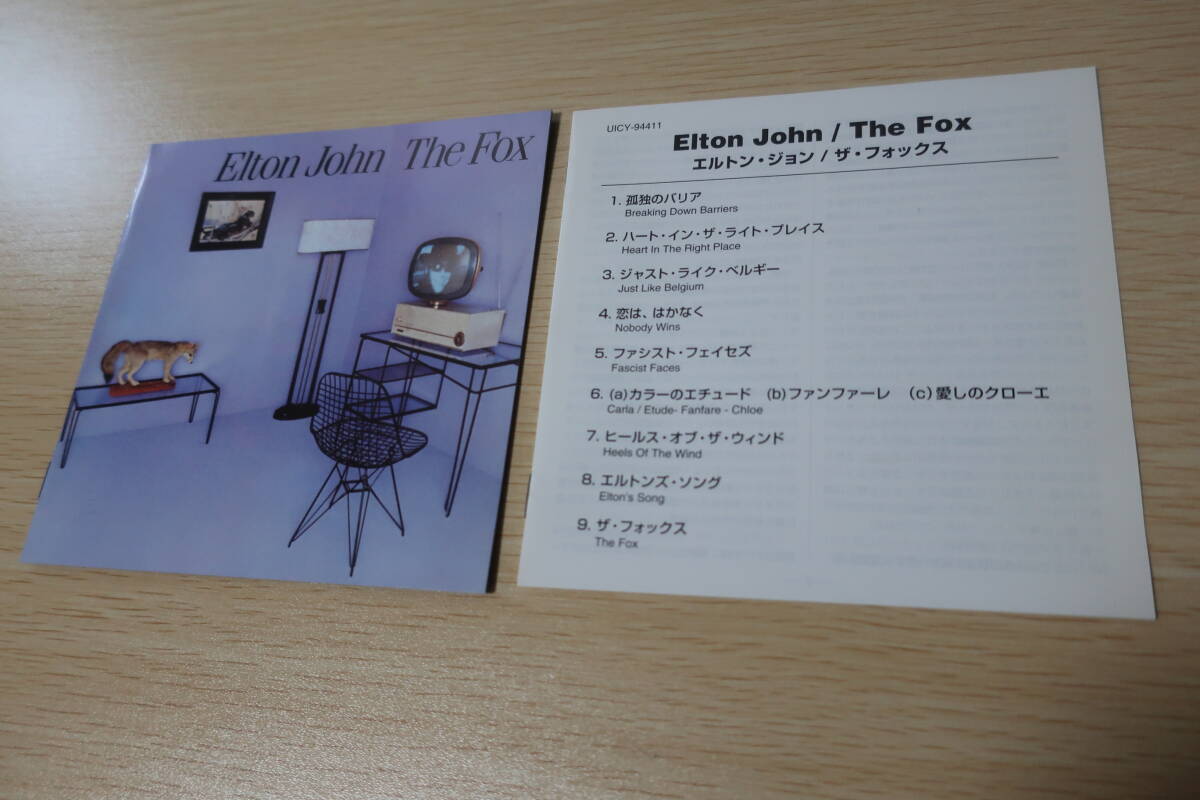 Elton John The Fox
UICY-94411
Elton John / The Fox
エルトン・ジョン / ザ・フォックス
1. 孤独のバリア
Breaking Down Barriers
2. ハート・イン・ザ・ライト・プレイス
Heart In The Right Place
3. ジャスト・ライク・ベルギー
Just Like Belgium
4. 恋は、はかなく
Nobody Wins
5. ファシスト・フェイセズ
Fascist Faces
6. (a)カラーのエチュード (b)ファンファーレ (c)愛しのクローエ
Carla / Etude- Fanfare - Chloe
7. ヒールス・オブ・ザ・ウィンド
Heels Of The Wind
8. エルトンズ・ソング
Elton's Song
9. ザ・フォックス
The Fox